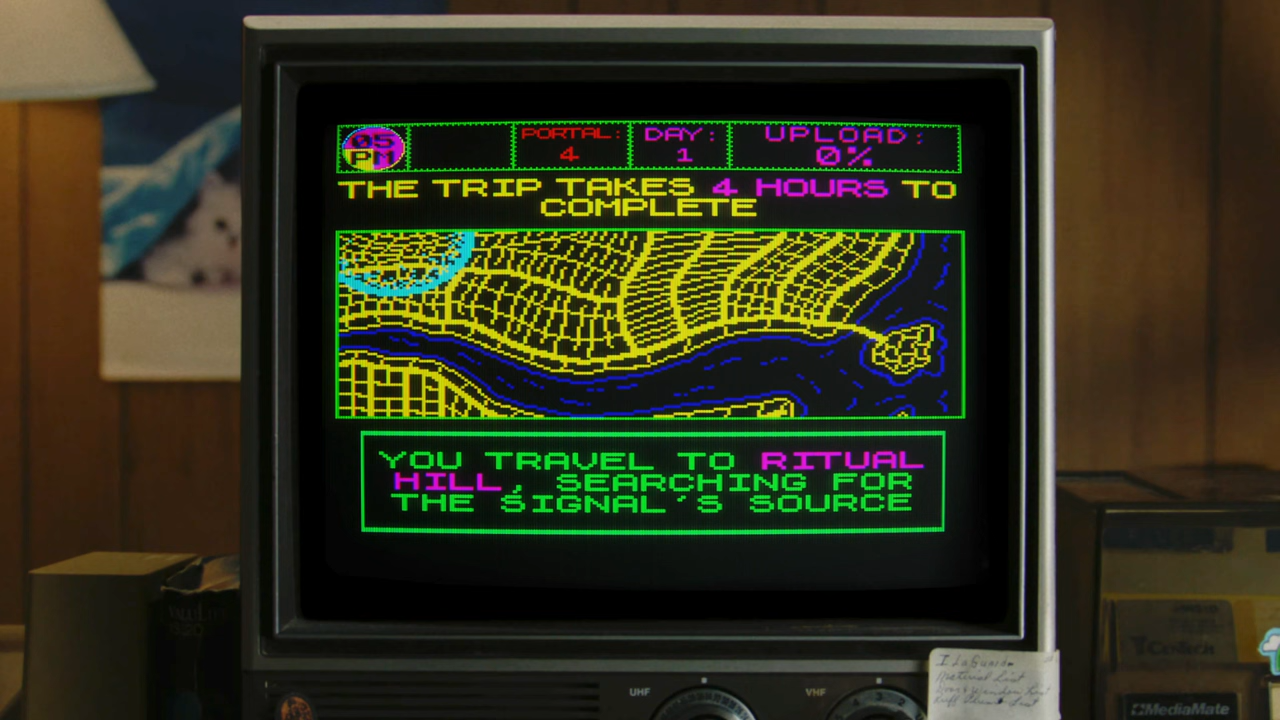 05
PM
PORTAL:
4
DAY:
1
UPLOAD:
0%
THE TRIP TAKES 4 HOURS TO
COMPLETE
YOU TRAVEL TO RITUAL
HILL, SEARCHING FOR
THE SIGNAL'S SOURCE
UHF
VHF
MediaMate